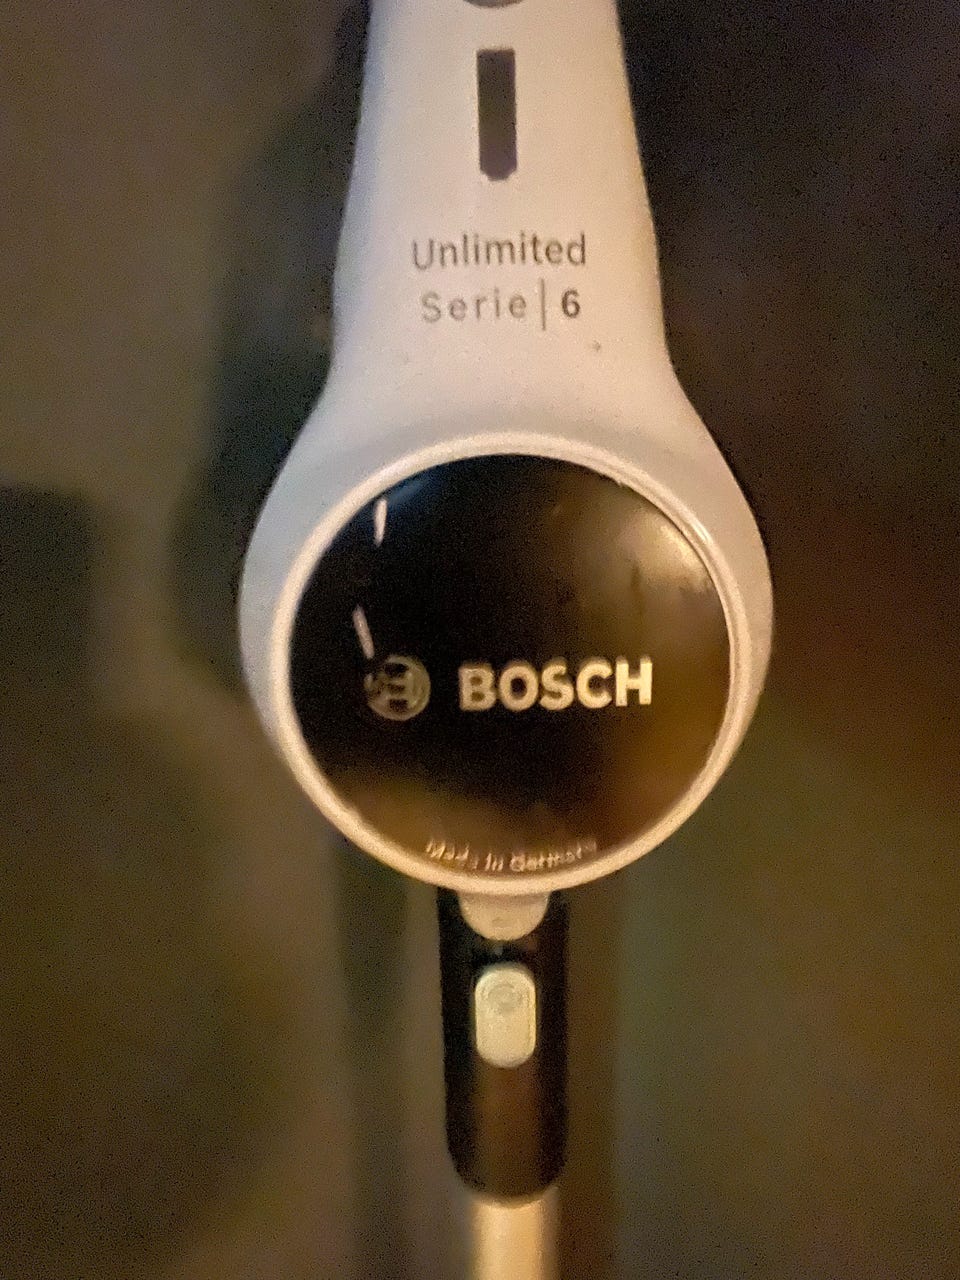 Unlimited
Serie | 6
BOSCH
Made in Germany